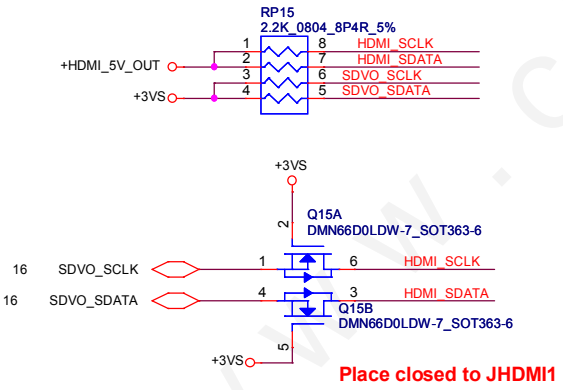 RP15
2.2K_0804_8P4R_5%
1 8 HDMI_SCLK
2 7 HDMI_SDATA
+HDMI_5V_OUT
3 6 SDVO_SCLK
4 5 SDVO_SDATA
+3VS
+3VS
2
Q15A
DMN66D0LDW-7_SOT363-6
16 SDVO_SCLK 1 6 HDMI_SCLK
16 SDVO_SDATA 4 3 HDMI_SDATA
Q15B
DMN66D0LDW-7_SOT363-6
5
+3VS
Place closed to JHDMI1